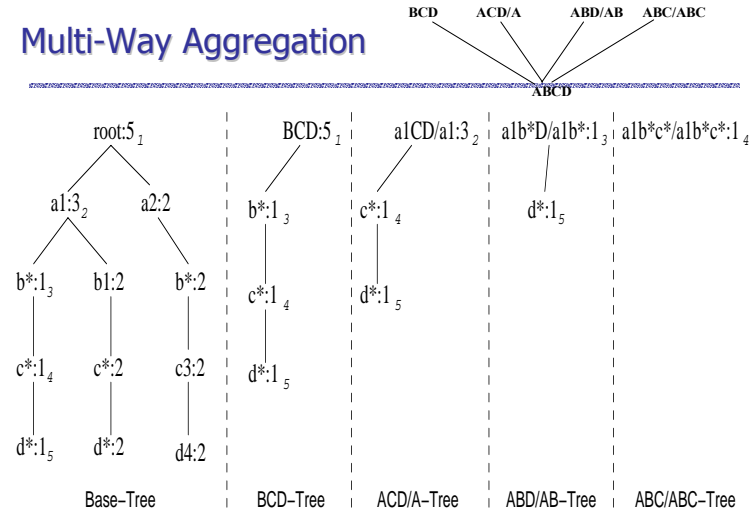 BCD ACD/A ABD/AB ABC/ABC
Multi-Way Aggregation
ABCD
root:5 1 BCD:5 1 a1CD/a1:3 2 a1b*D/a1b*:1 3 a1b*c*/a1b*c*:1 4
a1:3 2 a2:2 b*:1 3 c*:1 4 d*:1 5
b*:1 3 b1:2 b*:2 c*:1 4 d*:1 5
c*:1 4 c*:2 c3:2 d*:1 5
d*:1 5 d*:2 d4:2
Base-Tree BCD-Tree ACD/A-Tree ABD/AB-Tree ABC/ABC-Tree